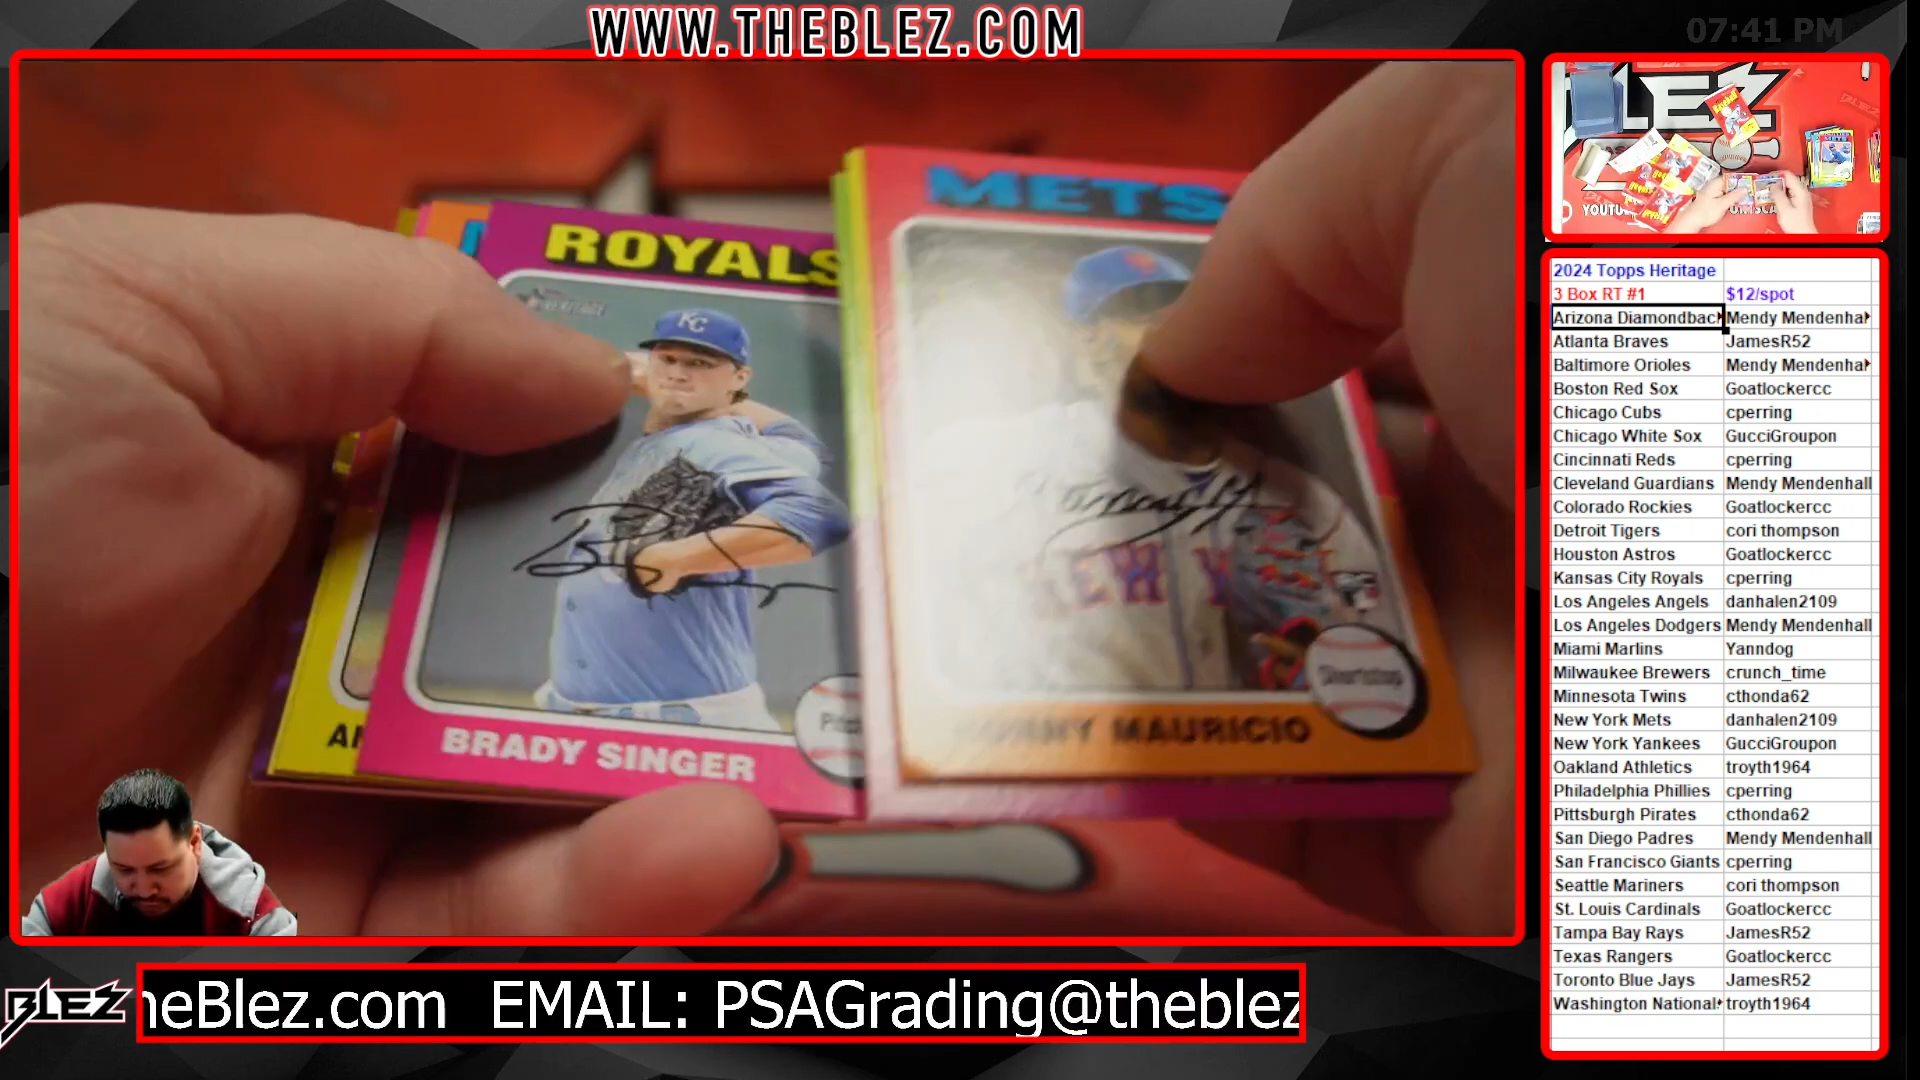 WWW.THEBLEZ.COM
07:41 PM
ROYALS
METS
KC
BRADY SINGER
MAURICIO
Shortstop
BLEZ
heBlez.com EMAIL: PSAGrading@theblez
2024 Topps Heritage
3 Box RT #1 $12/spot
Arizona Diamondbac Mendy Mendenhal
Atlanta Braves JamesR52
Baltimore Orioles Mendy Mendenhal
Boston Red Sox Goatlockercc
Chicago Cubs cperring
Chicago White Sox GucciGroupon
Cincinnati Reds cperring
Cleveland Guardians Mendy Mendenhall
Colorado Rockies Goatlockercc
Detroit Tigers cori thompson
Houston Astros Goatlockercc
Kansas City Royals cperring
Los Angeles Angels danhalen2109
Los Angeles Dodgers Mendy Mendenhall
Miami Marlins Yanndog
Milwaukee Brewers crunch_time
Minnesota Twins cthonda62
New York Mets danhalen2109
New York Yankees GucciGroupon
Oakland Athletics troyth1964
Philadelphia Phillies cperring
Pittsburgh Pirates cthonda62
San Diego Padres Mendy Mendenhall
San Francisco Giants cperring
Seattle Mariners cori thompson
St. Louis Cardinals Goatlockercc
Tampa Bay Rays JamesR52
Texas Rangers Goatlockercc
Toronto Blue Jays JamesR52
Washington National troyth1964